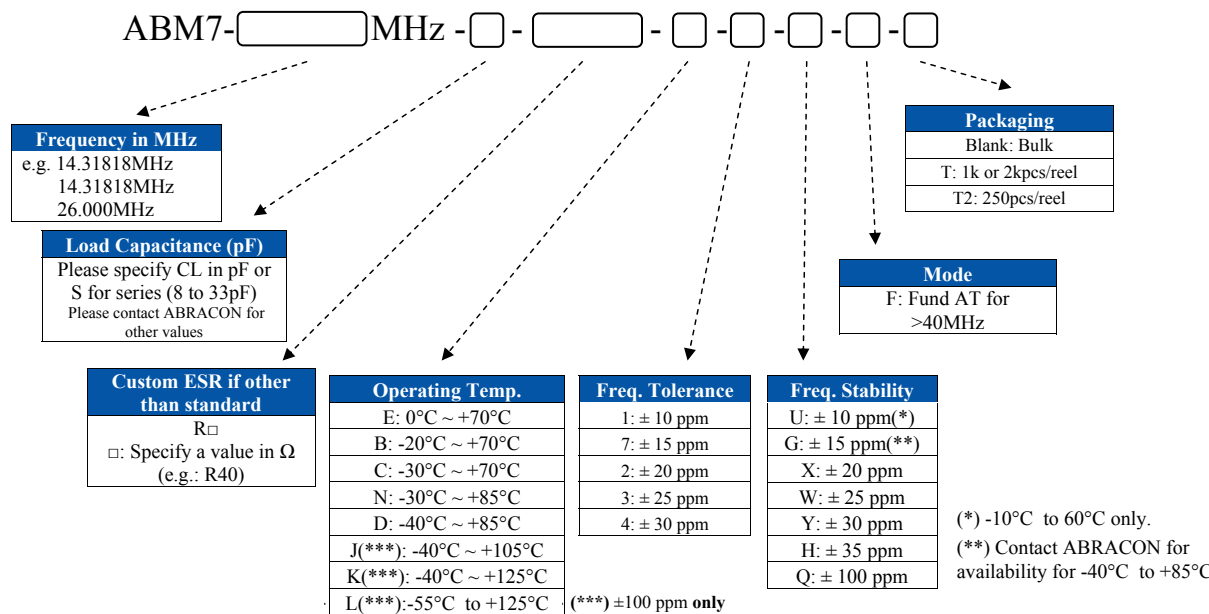 ABM7- MHz - - - - - - -
Frequency in MHz
e.g. 14.31818MHz
14.31818MHz
26.000MHz
Load Capacitance (pF)
Please specify CL in pF or
S for series (8 to 33pF)
Please contact ABRACON for
other values
Custom ESR if other
than standard
R□
□: Specify a value in Ω
(e.g.: R40)
Operating Temp.
E: 0°C ~ +70°C
B: -20°C ~ +70°C
C: -30°C ~ +70°C
N: -30°C ~ +85°C
D: -40°C ~ +85°C
J(***): -40°C ~ +105°C
K(***): -40°C ~ +125°C
L(***):-55°C to +125°C
(***) ±100 ppm only
Freq. Tolerance
1: ± 10 ppm
7: ± 15 ppm
2: ± 20 ppm
3: ± 25 ppm
4: ± 30 ppm
Freq. Stability
U: ± 10 ppm(*)
G: ± 15 ppm(**)
X: ± 20 ppm
W: ± 25 ppm
Y: ± 30 ppm
H: ± 35 ppm
Q: ± 100 ppm
(*) -10°C to 60°C only.
(**) Contact ABRACON for
availability for -40°C to +85°C
Mode
F: Fund AT for
>40MHz
Packaging
Blank: Bulk
T: 1k or 2kpcs/reel
T2: 250pcs/reel